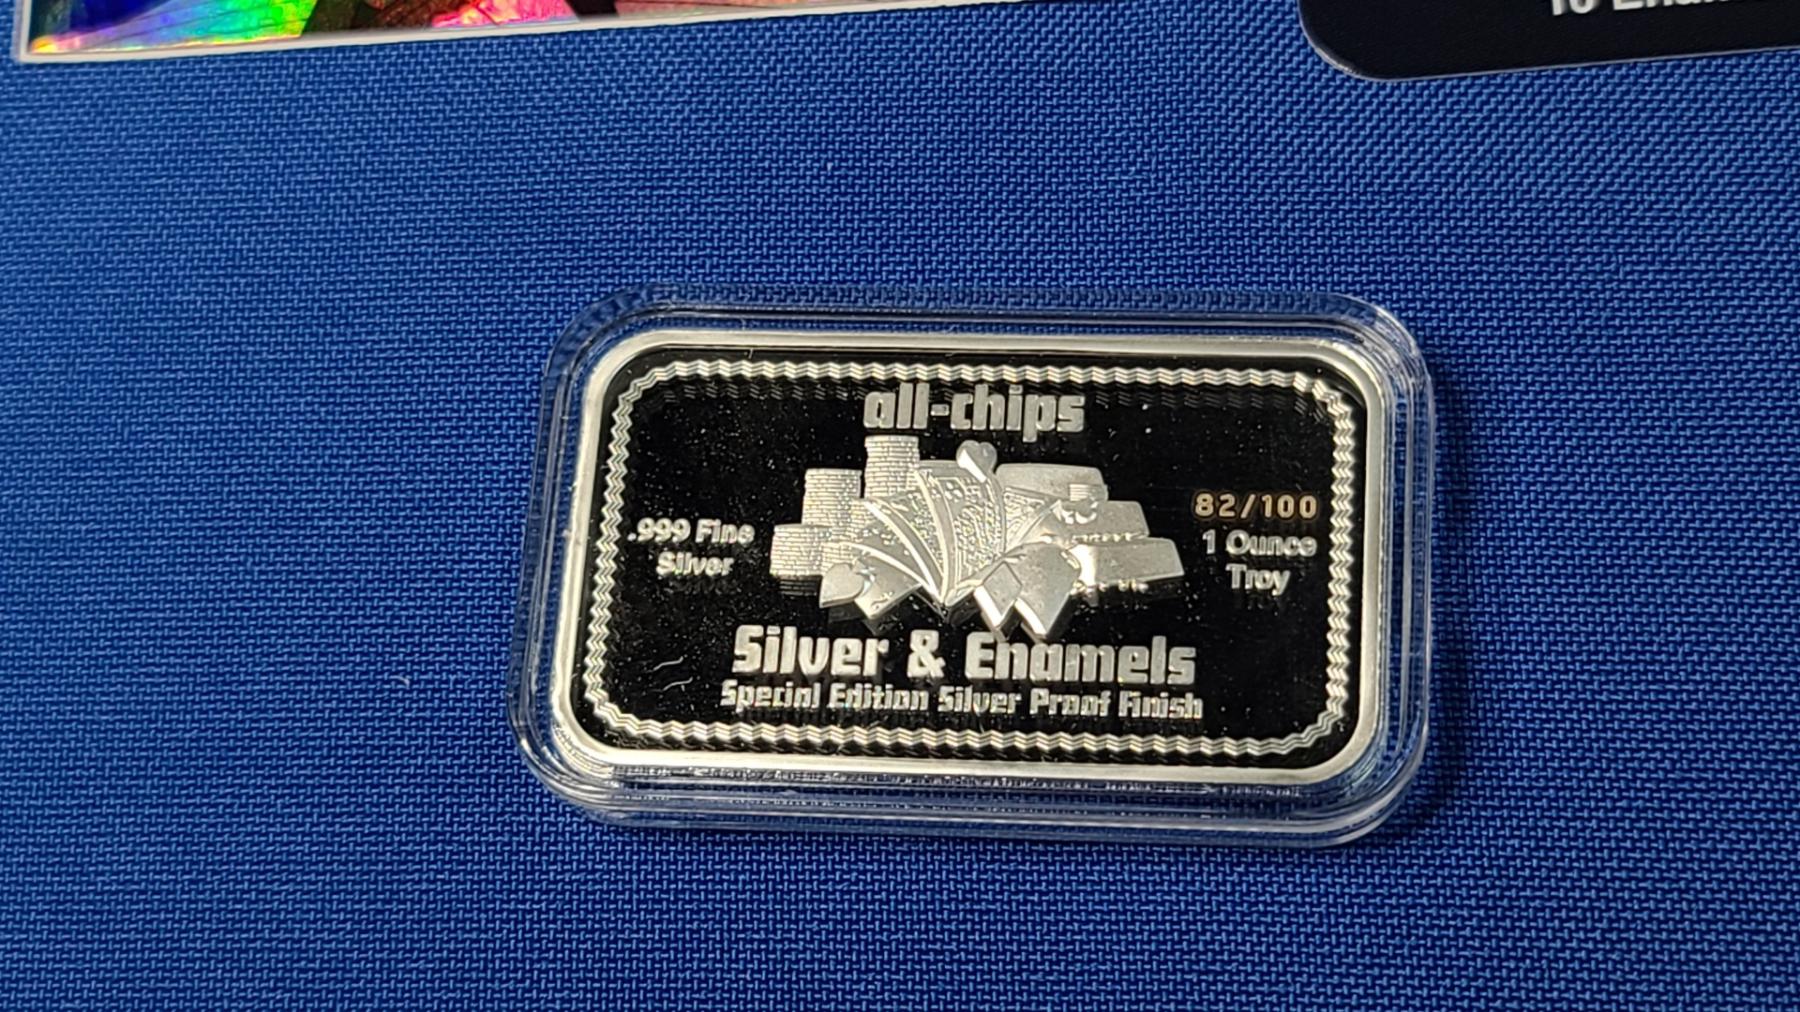 all-chips
82/100
.999 Fine
Silver
1 Ounce
Troy
Silver & Enamels
Special Edition Silver Proof Finish